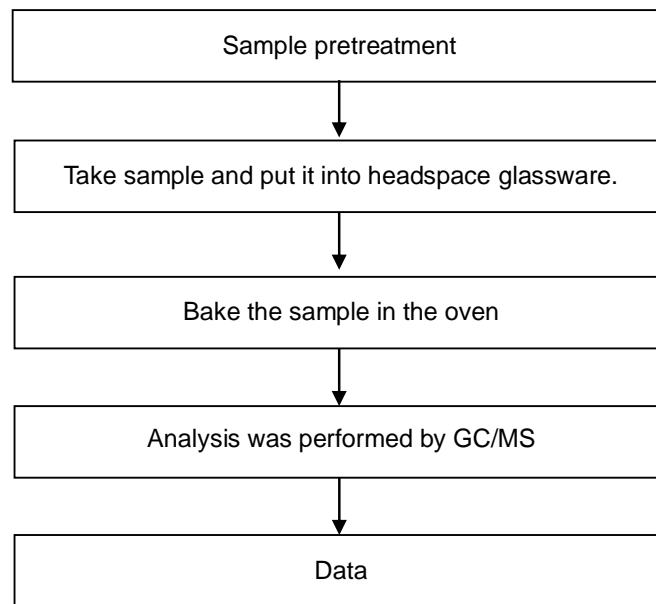 Sample pretreatment
Take sample and put it into headspace glassware.
Bake the sample in the oven
Analysis was performed by GC/MS
Data